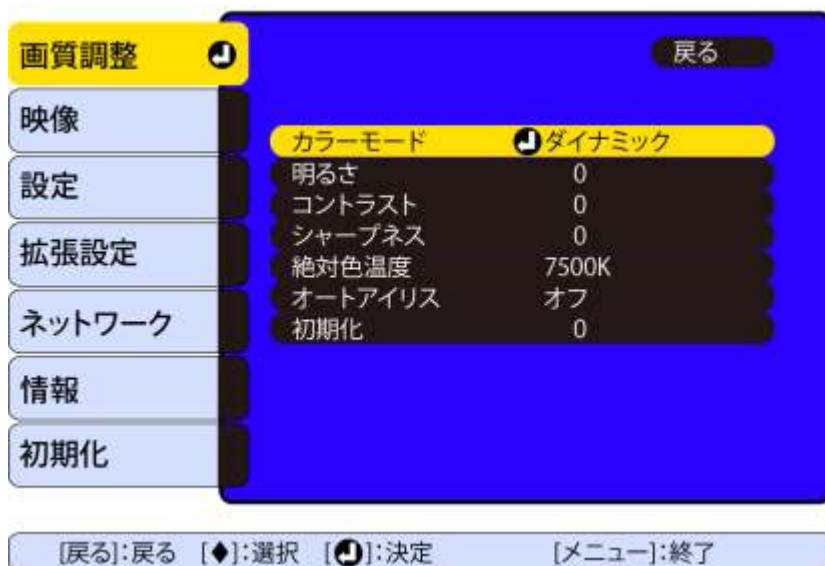 画質調整
映像
設定
拡張設定
ネットワーク
情報
初期化
戻る
カラーモード ダイナミック
明るさ 0
コントラスト 0
シャープネス 0
絶対色温度 7500K
オートアイリス オフ
初期化 0
[戻る]:戻る [♦]:選択 [⏎]:決定 [メニュー]:終了